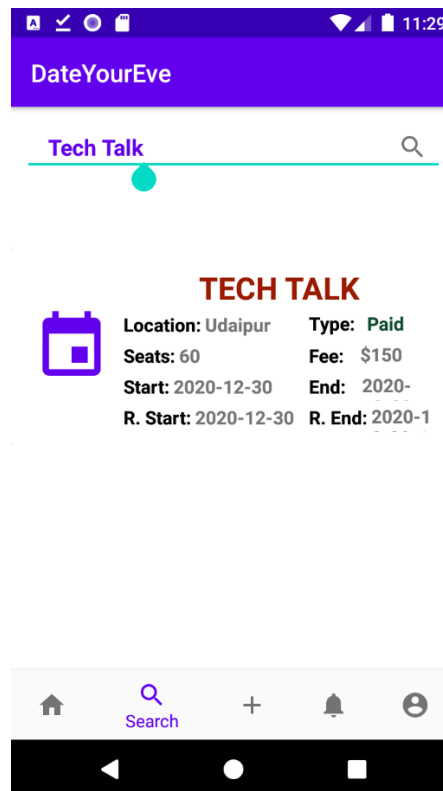 11:29
DateYourEve
Tech Talk
TECH TALK
Location: Udaipur Type: Paid
Seats: 60 Fee: $150
Start: 2020-12-30 End: 2020-
R. Start: 2020-12-30 R. End: 2020-1
Search